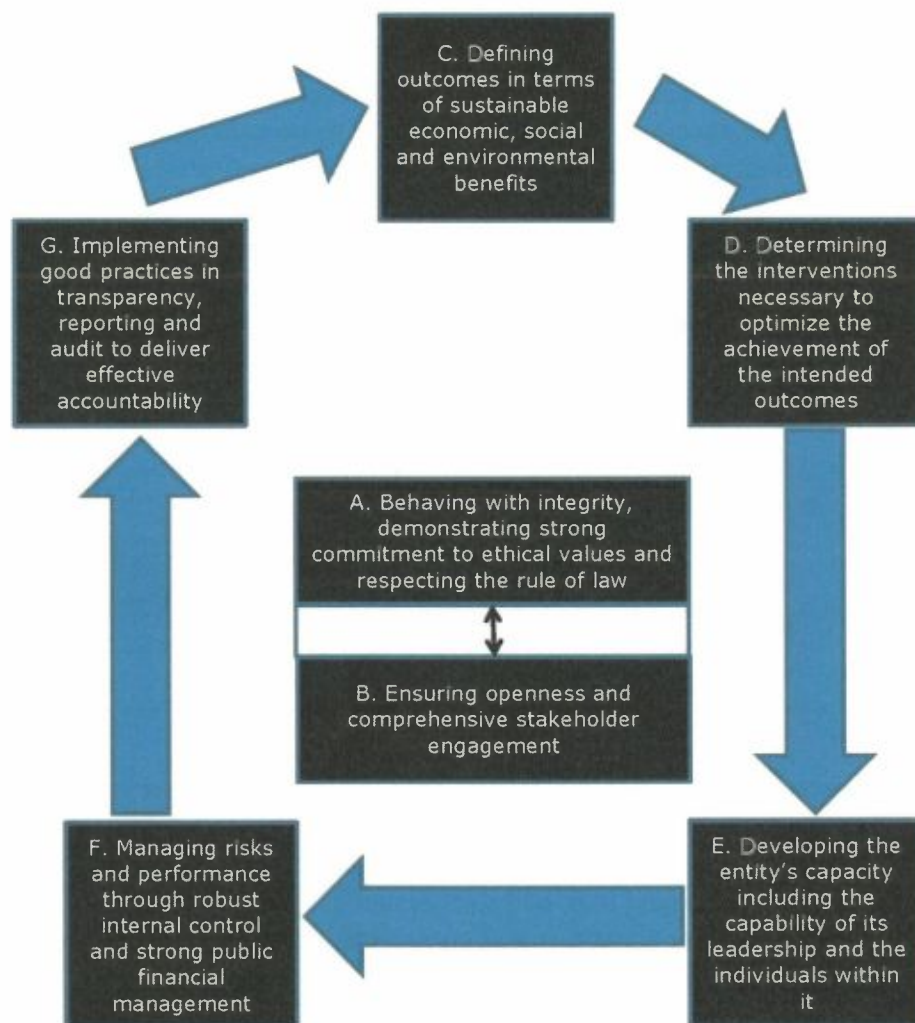 C. Defining
outcomes in terms
of sustainable
economic, social
and environmental
benefits
G. Implementing
good practices in
transparency,
reporting and
audit to deliver
effective
accountability
D. Determining
the interventions
necessary to
optimize the
achievement of
the intended
outcomes
A. Behaving with integrity,
demonstrating strong
commitment to ethical values and
respecting the rule of law
B. Ensuring openness and
comprehensive stakeholder
engagement
F. Managing risks
and performance
through robust
internal control
and strong public
financial
management
E. Developing the
entity's capacity
including the
capability of its
leadership and the
individuals within
it